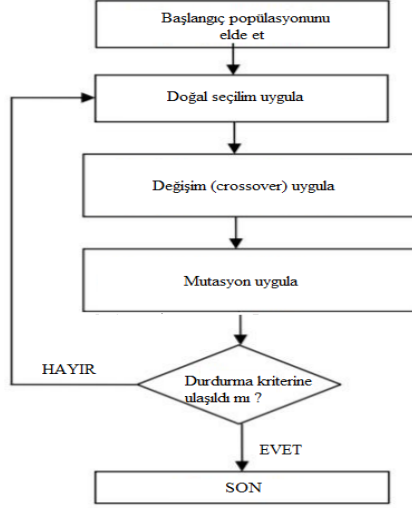 Başlangıç popülasyonunu
elde et
Doğal seçilim uygula
Değişim (crossover) uygula
Mutasyon uygula
HAYIR
Durdurma kriterine
ulaşıldı mı ?
EVET
SON